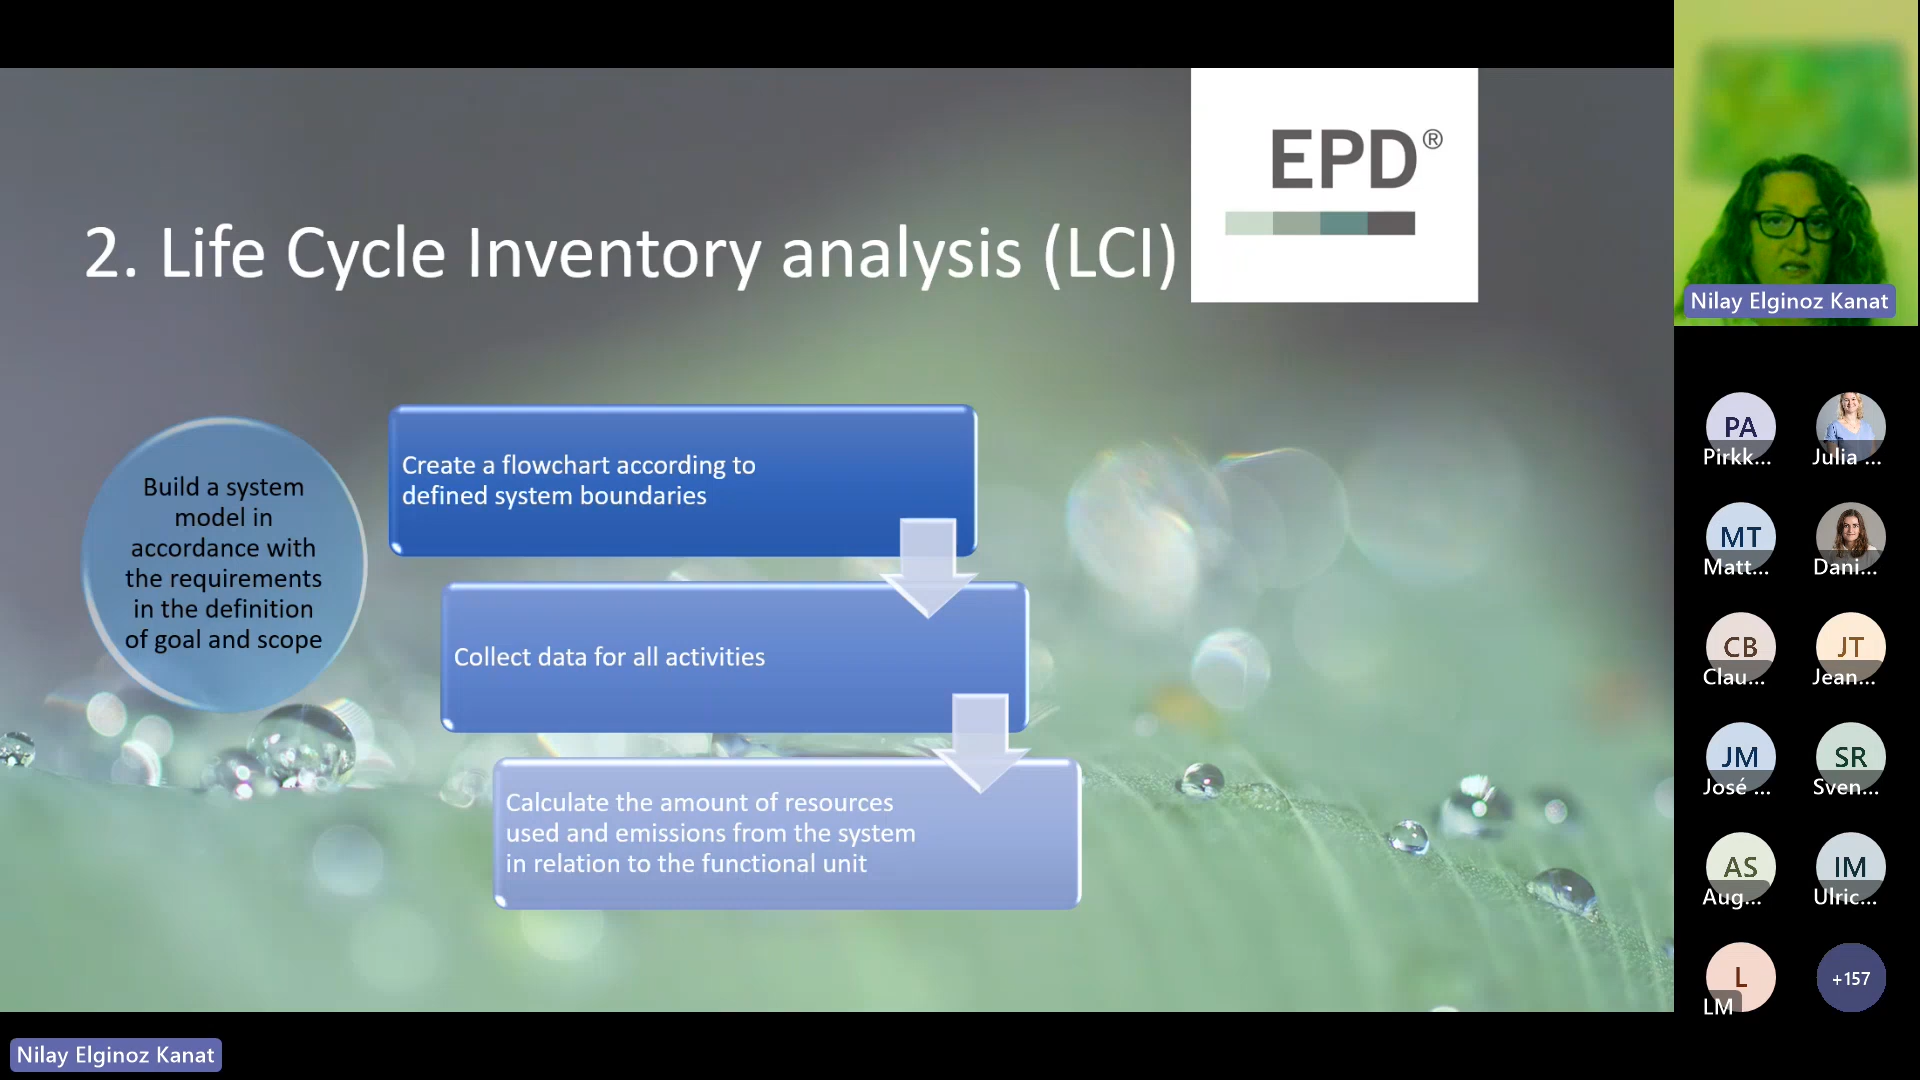 EPD®
2. Life Cycle Inventory analysis (LCI)
Build a system
model in
accordance with
the requirements
in the definition
of goal and scope
Create a flowchart according to
defined system boundaries
Collect data for all activities
Calculate the amount of resources
used and emissions from the system
in relation to the functional unit
Nilay Elginoz Kanat
PA
Pirkk...
Julia ...
MT
Matt...
Dani...
CB
Clau...
JT
Jean...
JM
José ...
SR
Sven...
AS
Aug...
IM
Ulric...
L
LM
+157
Nilay Elginoz Kanat